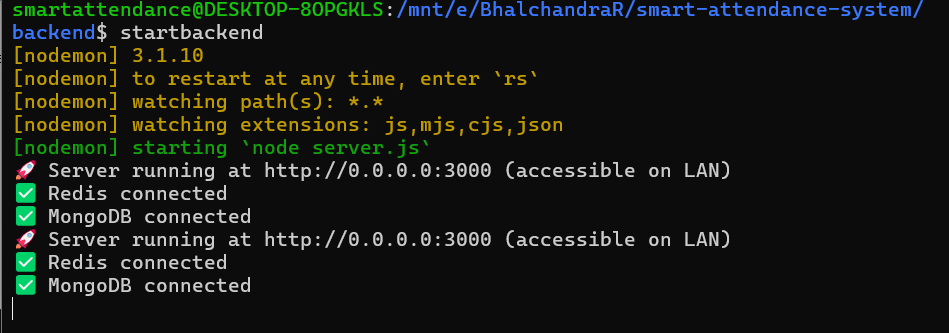 smartattendance@DESKTOP-8OPGKLS:/mnt/e/BhalchandraR/smart-attendance-system/
backend$ startbackend
[nodemon] 3.1.10
[nodemon] to restart at any time, enter `rs`
[nodemon] watching path(s): *.*
[nodemon] watching extensions: js,mjs,cjs,json
[nodemon] starting `node server.js`
🚀 Server running at http://0.0.0.0:3000 (accessible on LAN)
✅ Redis connected
✅ MongoDB connected
🚀 Server running at http://0.0.0.0:3000 (accessible on LAN)
✅ Redis connected
✅ MongoDB connected